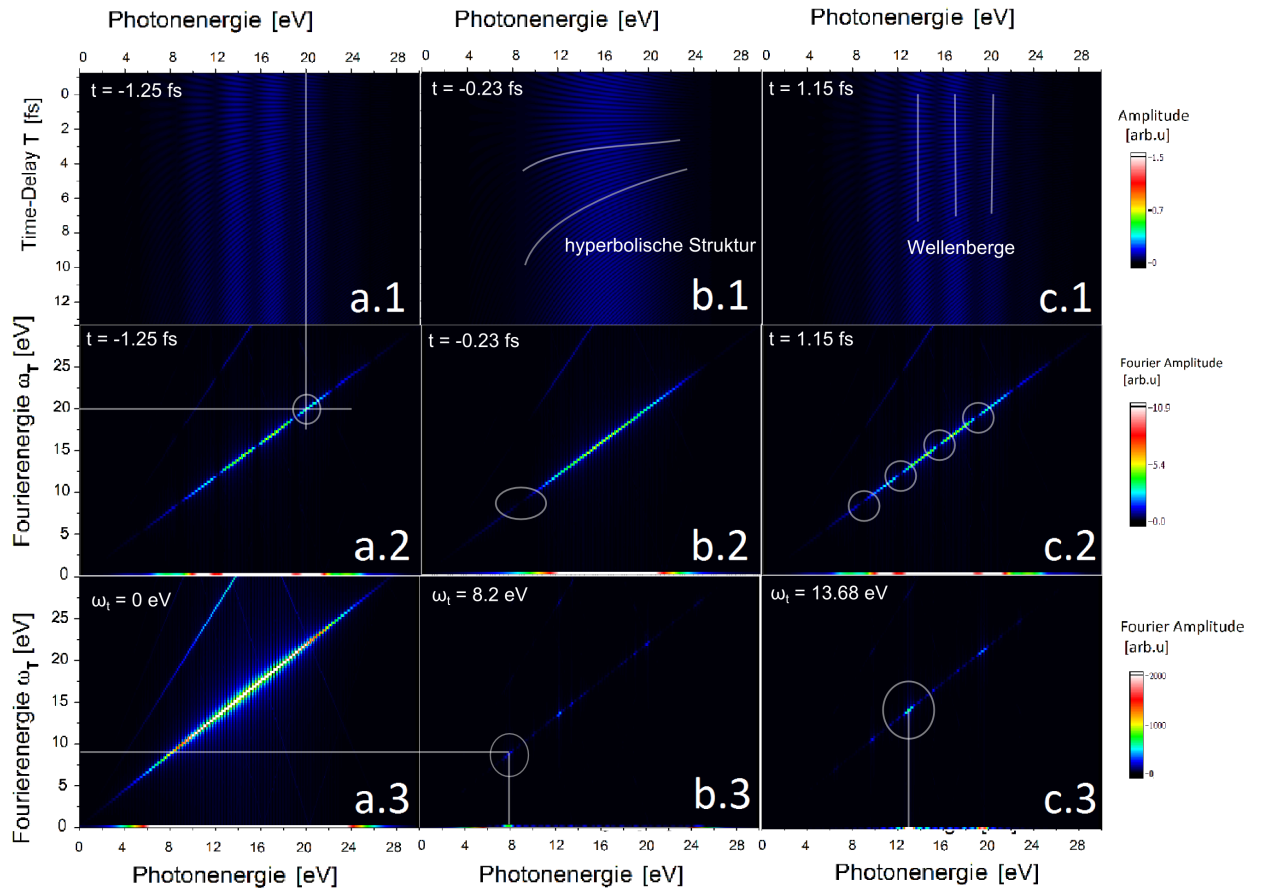 Photonenergie [eV] Photonenergie [eV] Photonenergie [eV]
0 4 8 12 16 20 24 28 0 4 8 12 16 20 24 28 0 4 8 12 16 20 24 28
Time-Delay T [fs]
0
2
4
6
8
10
12
t = -1.25 fs
a.1
t = -0.23 fs
hyperbolische Struktur
b.1
t = 1.15 fs
Wellenberge
c.1
Amplitude
[arb.u]
1.5
0.7
0
Fourierenergie ωT [eV]
25
20
15
10
5
0
t = -1.25 fs
a.2
t = -0.23 fs
b.2
t = 1.15 fs
c.2
Fourier Amplitude
[arb.u]
10.9
5.4
0.0
Fourierenergie ωT [eV]
25
20
15
10
5
0
ωt = 0 eV
a.3
ωt = 8.2 eV
b.3
ωt = 13.68 eV
c.3
Fourier Amplitude
[arb.u]
2000
1000
0
0 4 8 12 16 20 24 28 0 4 8 12 16 20 24 28 0 4 8 12 16 20 24 28
Photonenergie [eV] Photonenergie [eV] Photonenergie [eV]